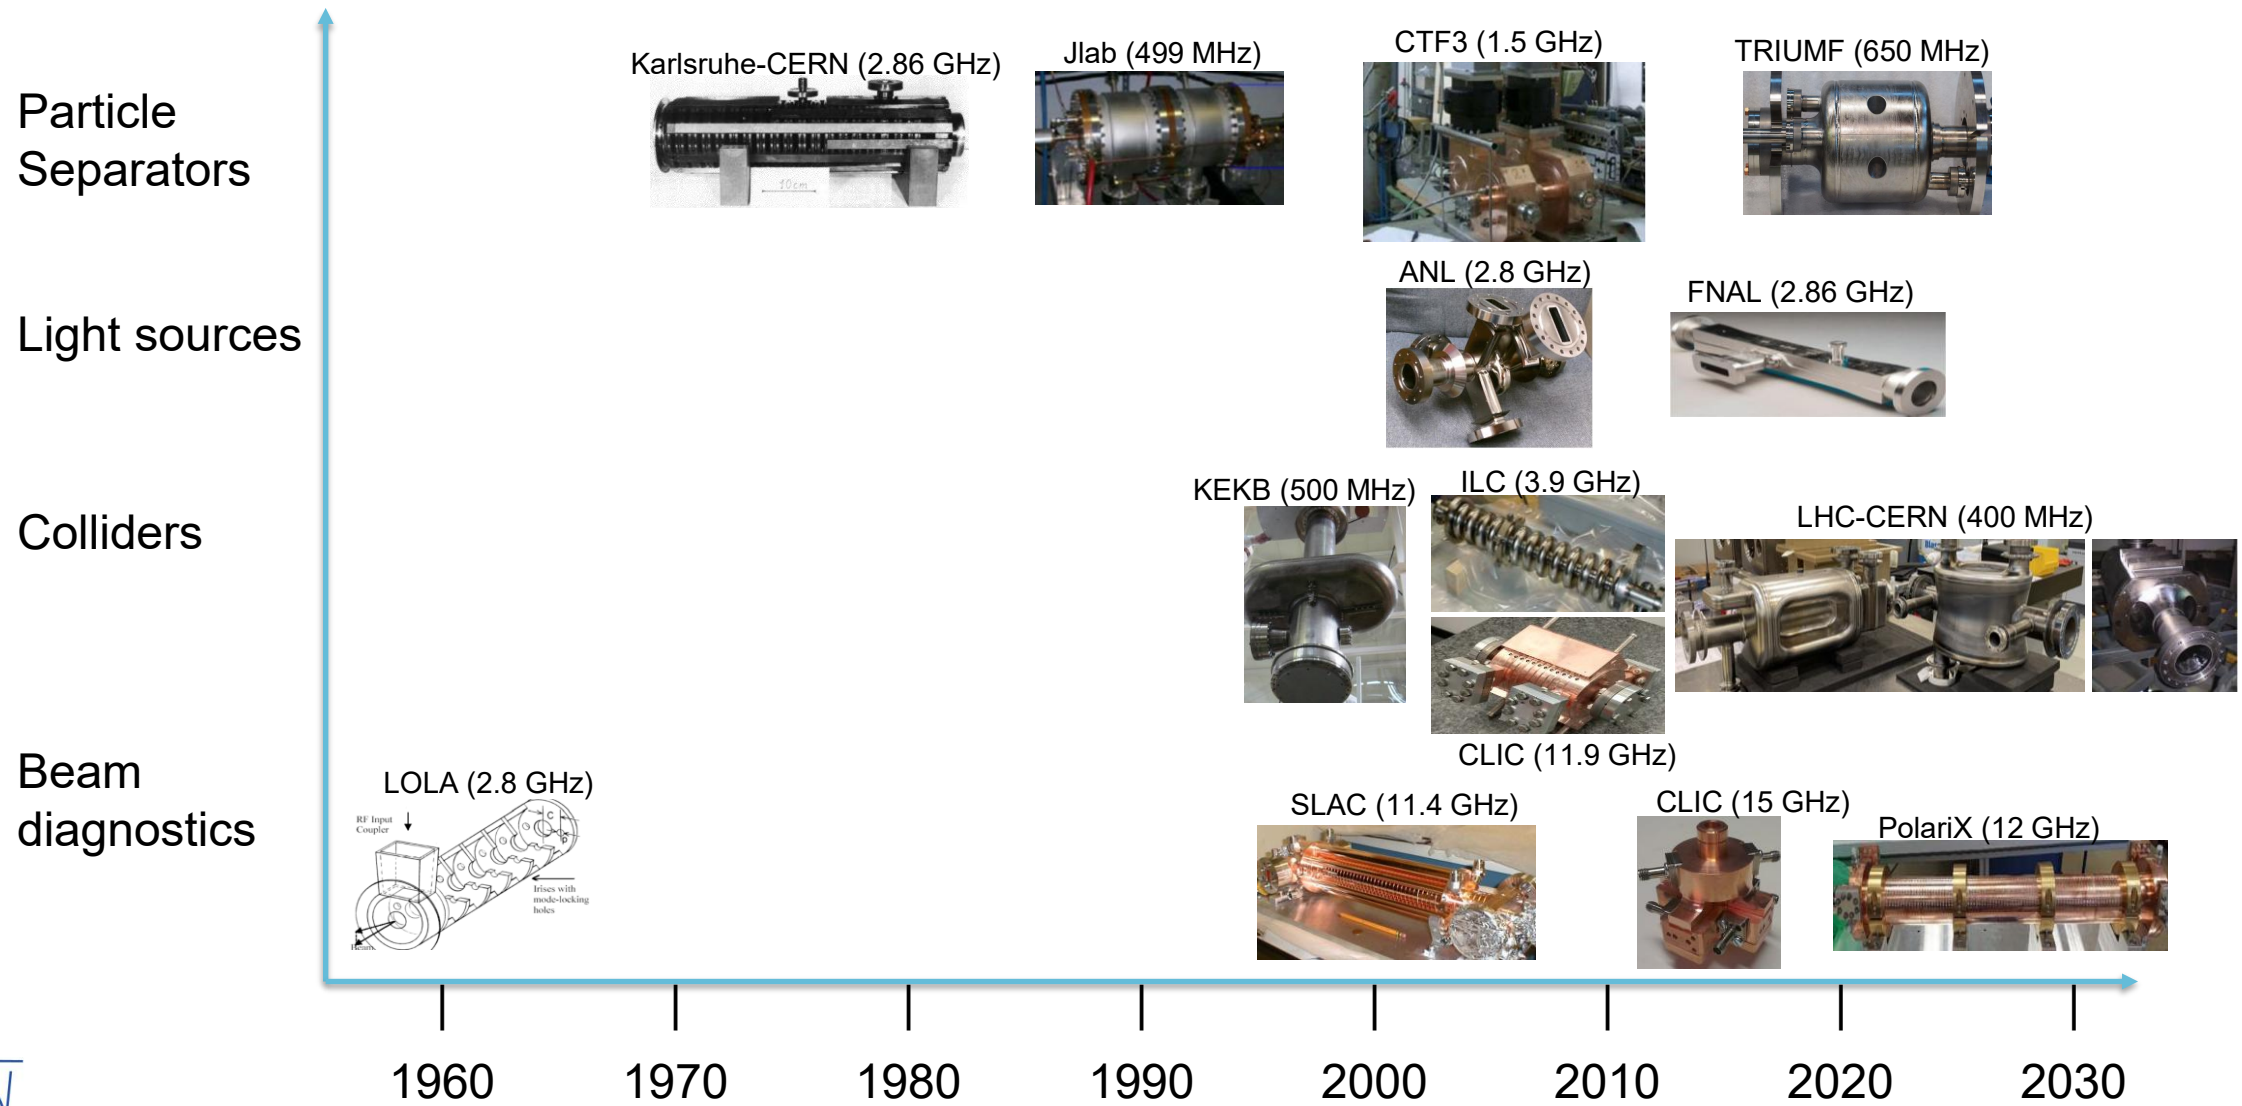 Particle
Separators
Karlsruhe-CERN (2.86 GHz)
10cm
Jlab (499 MHz)
CTF3 (1.5 GHz)
TRIUMF (650 MHz)
Light sources
ANL (2.8 GHz)
FNAL (2.86 GHz)
Colliders
KEKB (500 MHz)
ILC (3.9 GHz)
LHC-CERN (400 MHz)
CLIC (11.9 GHz)
Beam
diagnostics
LOLA (2.8 GHz)
RF Input
Coupler
C
Irises with
mode-locking
holes
Beam
SLAC (11.4 GHz)
CLIC (15 GHz)
PolariX (12 GHz)
1960
1970
1980
1990
2000
2010
2020
2030